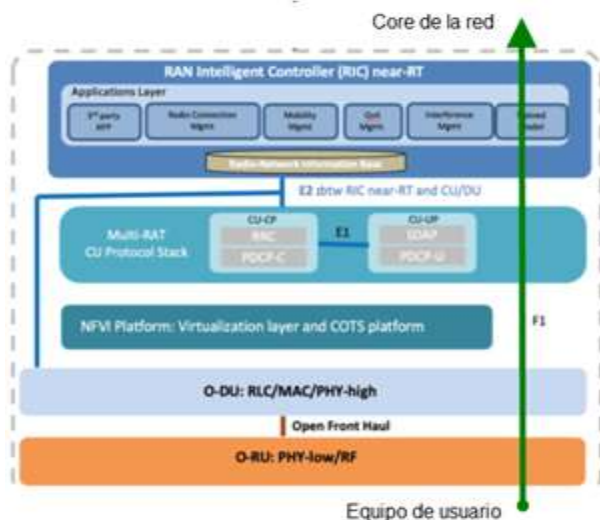 Core de la red
RAN Intelligent Controller (RIC) near-RT
Applications Layer
3rd party
APP
Radio Connection
Mgmt
Mobility
Mgmt
QoS
Mgmt
Interference
Mgmt
Trained
Model
Radio-Network Information Base
E2 zbtw RIC near-RT and CU/DU
Multi-RAT
CU Protocol Stack
CU-CP
RRC
PDCP-C
E1
CU-UP
SDAP
PDCP-U
NFVI Platform: Virtualization layer and COTS platform
F1
O-DU: RLC/MAC/PHY-high
Open Front Haul
O-RU: PHY-low/RF
Equipo de usuario